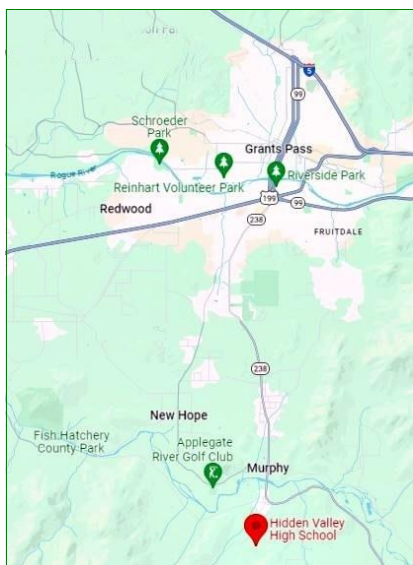 5
99
Schroeder
Park
Grants Pass
Rogue River
Reinhart Volunteer Park
Riverside Park
Redwood
199
99
238
FRUITDALE
238
New Hope
Fish Hatchery
County Park
Applegate
River Golf Club
Murphy
Hidden Valley
High School